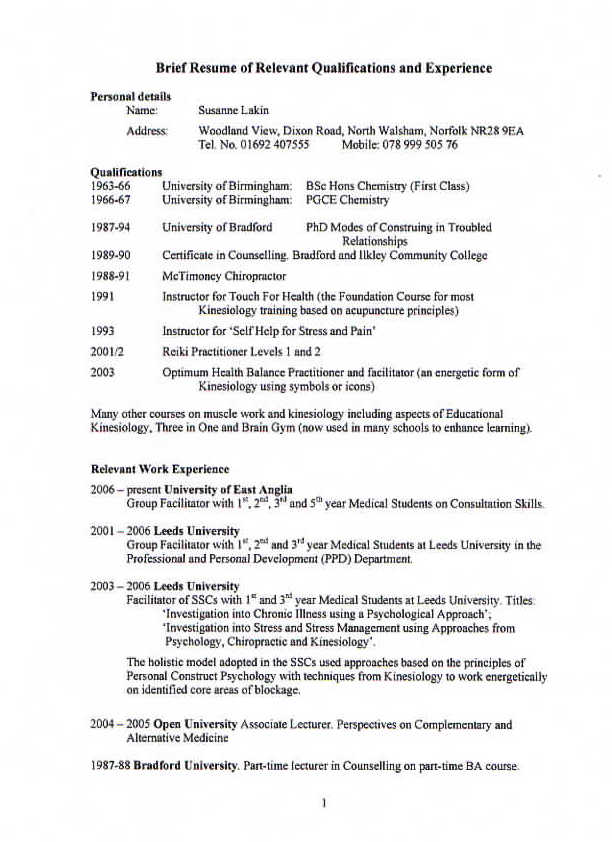 Brief Resume of Relevant Qualifications and Experience
Personal details
Name: Susanne Lakin
Address: Woodland View, Dixon Road, North Walsham, Norfolk NR28 9EA
Tel. No. 01692 407555 Mobile: 078 999 505 76
Qualifications
1963-66 University of Birmingham: BSc Hons Chemistry (First Class)
1966-67 University of Birmingham: PGCE Chemistry
1987-94 University of Bradford PhD Modes of Construing in Troubled
Relationships
1989-90 Certificate in Counselling. Bradford and Ilkley Community College
1988-91 McTimoney Chiropractor
1991 Instructor for Touch For Health (the Foundation Course for most
Kinesiology training based on acupuncture principles)
1993 Instructor for 'Self Help for Stress and Pain'
2001/2 Reiki Practitioner Levels 1 and 2
2003 Optimum Health Balance Practitioner and facilitator (an energetic form of
Kinesiology using symbols or icons)
Many other courses on muscle work and kinesiology including aspects of Educational
Kinesiology, Three in One and Brain Gym (now used in many schools to enhance learning).
Relevant Work Experience
2006 – present University of East Anglia
Group Facilitator with 1st, 2nd, 3rd and 5th year Medical Students on Consultation Skills.
2001 – 2006 Leeds University
Group Facilitator with 1st, 2nd and 3rd year Medical Students at Leeds University in the
Professional and Personal Development (PPD) Department.
2003 – 2006 Leeds University
Facilitator of SSCs with 1st and 3rd year Medical Students at Leeds University. Titles:
'Investigation into Chronic Illness using a Psychological Approach';
'Investigation into Stress and Stress Management using Approaches from
Psychology, Chiropractic and Kinesiology'.
The holistic model adopted in the SSCs used approaches based on the principles of
Personal Construct Psychology with techniques from Kinesiology to work energetically
on identified core areas of blockage.
2004 – 2005 Open University Associate Lecturer. Perspectives on Complementary and
Alternative Medicine
1987-88 Bradford University. Part-time lecturer in Counselling on part-time BA course.
1